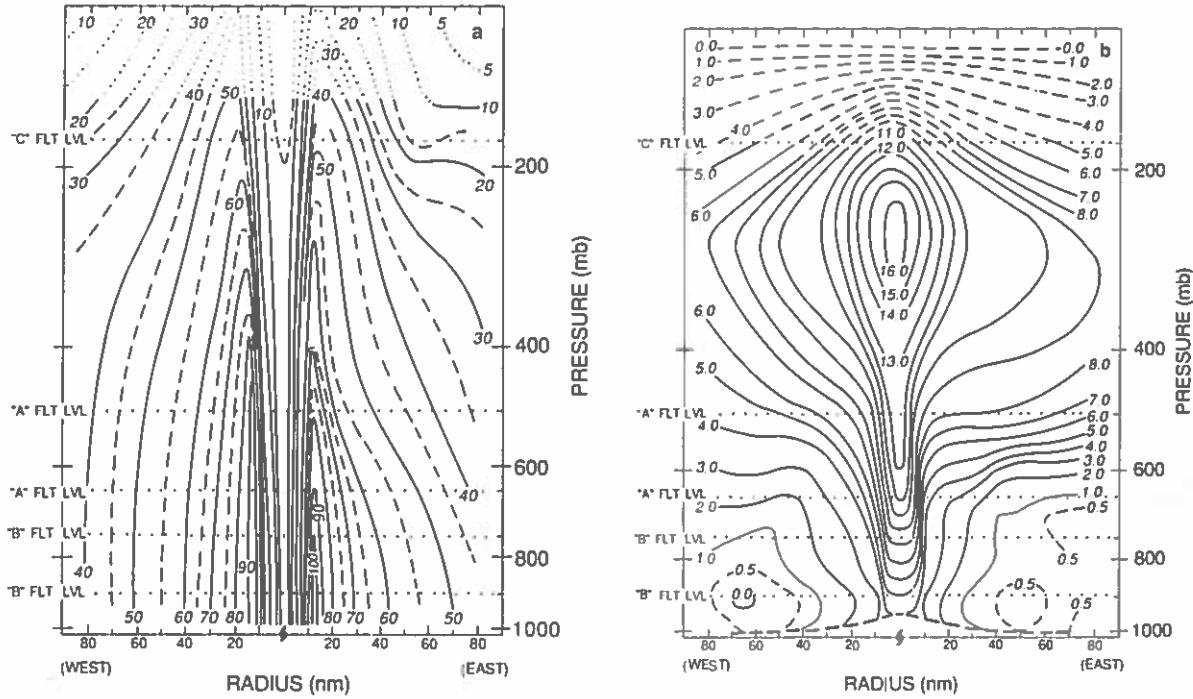 10 20 30 10 20 30 20 10 5
a
30
5
40 50 10 40
10
20
"C" FLT LVL
50 200
30 20
60
30
400
"A" FLT LVL
600
40
"A" FLT LVL
90
"B" FLT LVL
800
40 90
100
"B" FLT LVL
50 60 70 80 80 70 60 50
1000
80 60 40 20 20 40 60 80
(WEST) (EAST)
RADIUS (nm)
PRESSURE (mb)
0.0 b
1.0 0.0
2.0 1.0
2.0
3.0 3.0
4.0 4.0
11.0
"C" FLT LVL
12.0 5.0
5.0 200
6.0
6.0 7.0
8.0
16.0
15.0
6.0 14.0
13.0 400
5.0 8.0
"A" FLT LVL
7.0
4.0 6.0
5.0
4.0
3.0 3.0 600
2.0
"A" FLT LVL
1.0
2.0 0.5
"B" FLT LVL
1.0 0.5 800
0.5 0.5
"B" FLT LVL
0.0 0.5
1000
80 60 40 20 20 40 60 80
(WEST) (EAST)
RADIUS (nm)
PRESSURE (mb)